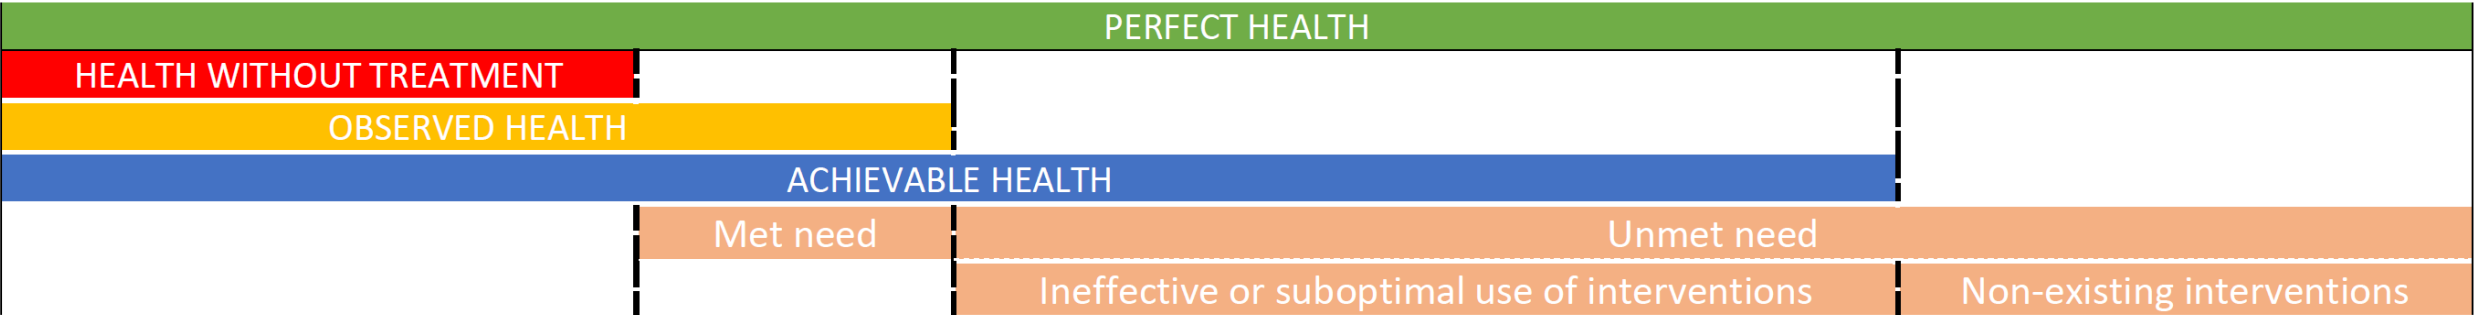 PERFECT HEALTH
HEALTH WITHOUT TREATMENT
OBSERVED HEALTH
ACHIEVABLE HEALTH
Met need
Unmet need
Ineffective or suboptimal use of interventions
Non-existing interventions